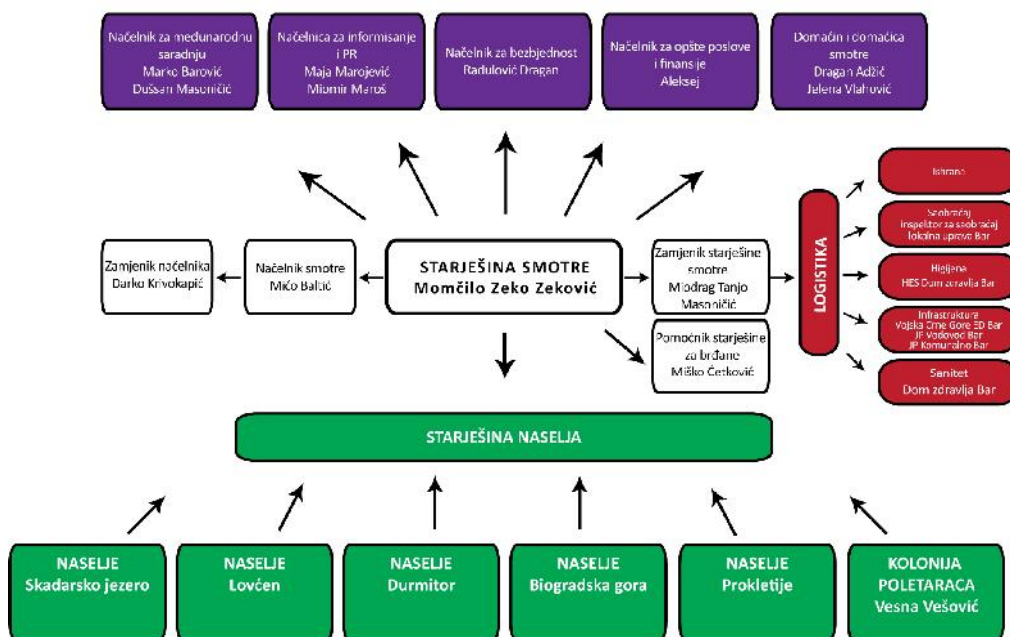 Načelnik za međunarodnu
saradnju
Marko Barović
Dušsan Masoničić
Načelnica za informisanje
i PR
Maja Marojević
Miomir Maroš
Načelnik za bezbjednost
Radulović Dragan
Načelnik za opšte poslove
i finansije
Aleksej
Domaćin i domaćica
smotre
Dragan Adžić
Jelena Vlahović
Zamjenik načelnika
Darko Krivokapić
Načelnik smotre
Mićo Baltić
STARJEŠINA SMOTRE
Momčilo Zeko Zeković
Zamjenik starješine
smotre
Miodrag Tanjo
Masoničić
Pomoćnik starješine
za brđane
Miško Ćetković
LOGISTIKA
Ishrana
Saobraćaj
inspektor za saobraćaj
lokalna uprava Bar
Higijena
HES Dom zdravlja Bar
Infrastruktura
Vojska Crne Gore ED Bar
JP Vodovod Bar
JP Komunalno Bar
Sanitet
Dom zdravlja Bar
STARJEŠINA NASELJA
NASELJE
Skadarsko jezero
NASELJE
Lovćen
NASELJE
Durmitor
NASELJE
Biogradska gora
NASELJE
Prokletije
KOLONIJA
POLETARACA
Vesna Vešović